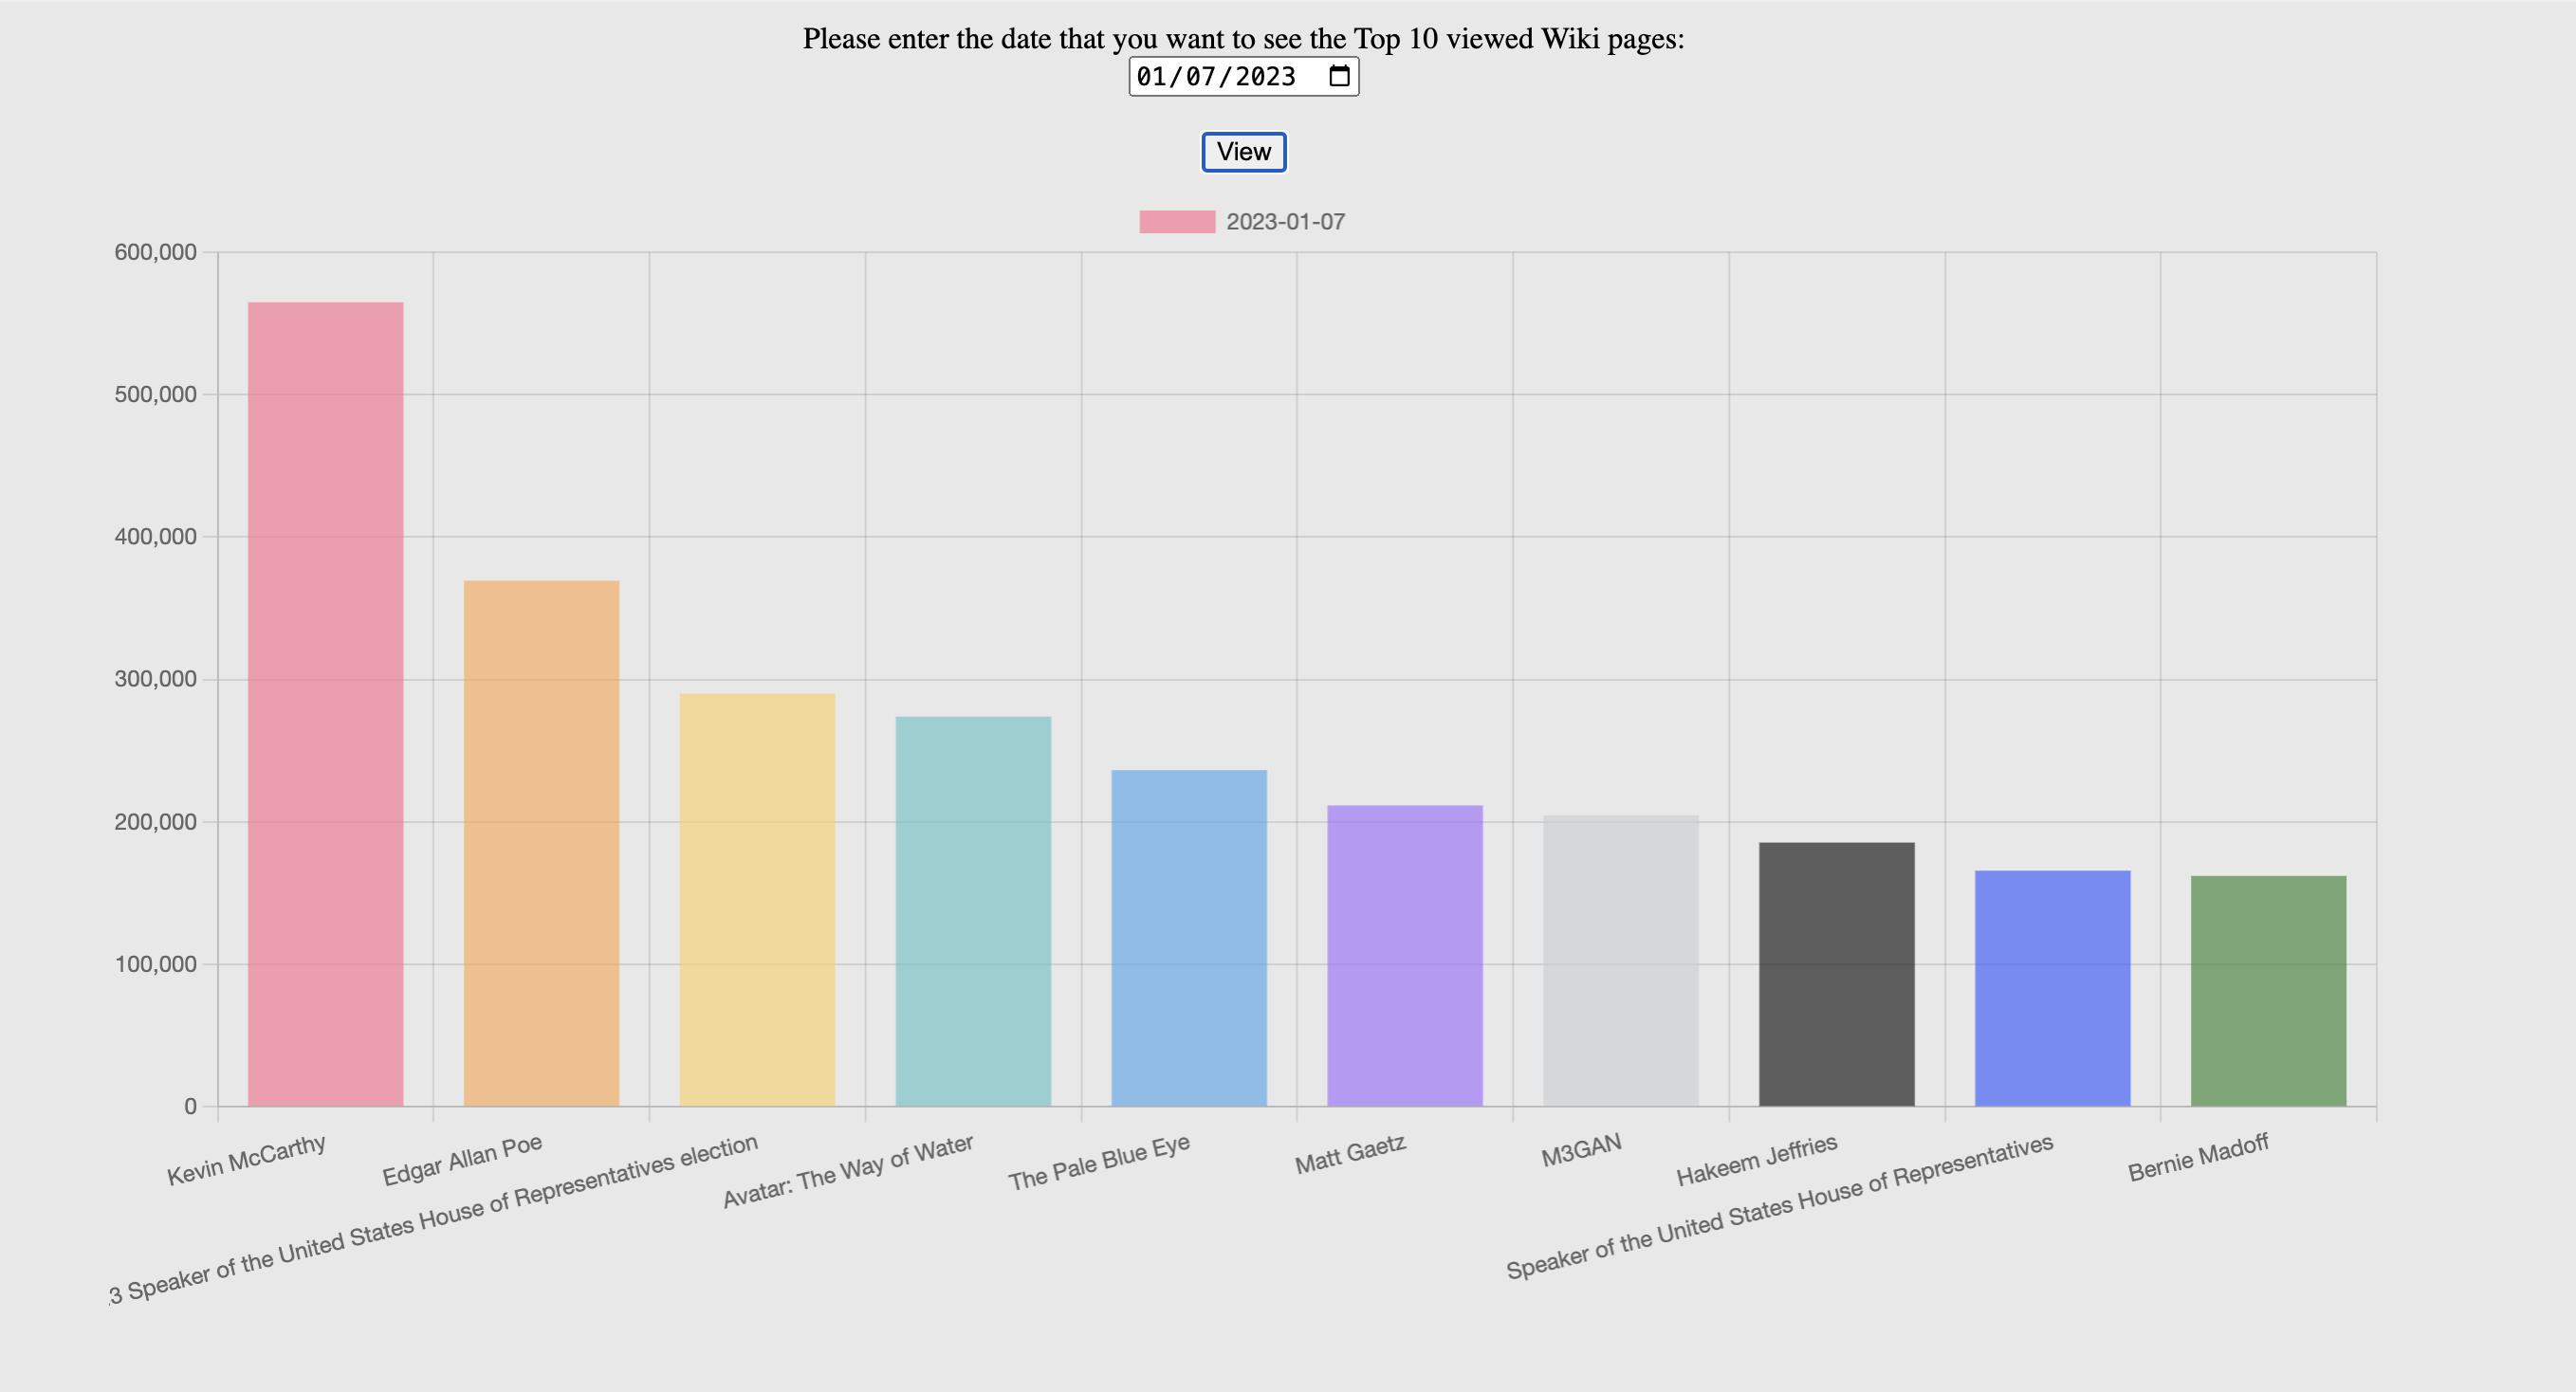 Please enter the date that you want to see the Top 10 viewed Wiki pages:
01/07/2023
View
2023-01-07
600,000
500,000
400,000
300,000
200,000
100,000
0
Kevin McCarthy
Edgar Allan Poe
3 Speaker of the United States House of Representatives election
Avatar: The Way of Water
The Pale Blue Eye
Matt Gaetz
M3GAN
Hakeem Jeffries
Speaker of the United States House of Representatives
Bernie Madoff